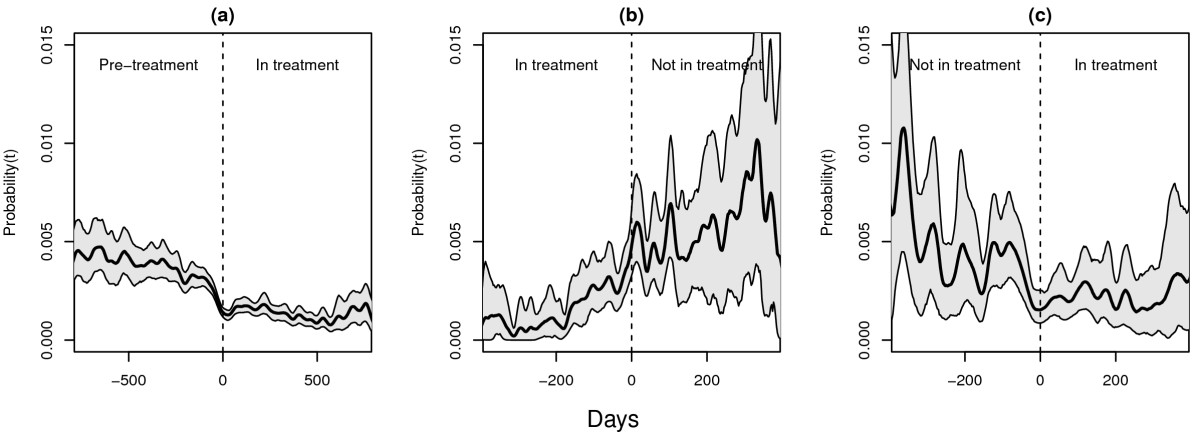 (a)
(b)
(c)
Pre−treatment
In treatment
In treatment
Not in treatment
Not in treatment
In treatment
Probability(t)
0.000
0.005
0.010
0.015
−500
0
500
Probability(t)
0.000
0.005
0.010
0.015
−200
0
200
Probability(t)
0.000
0.005
0.010
0.015
−200
0
200
Days